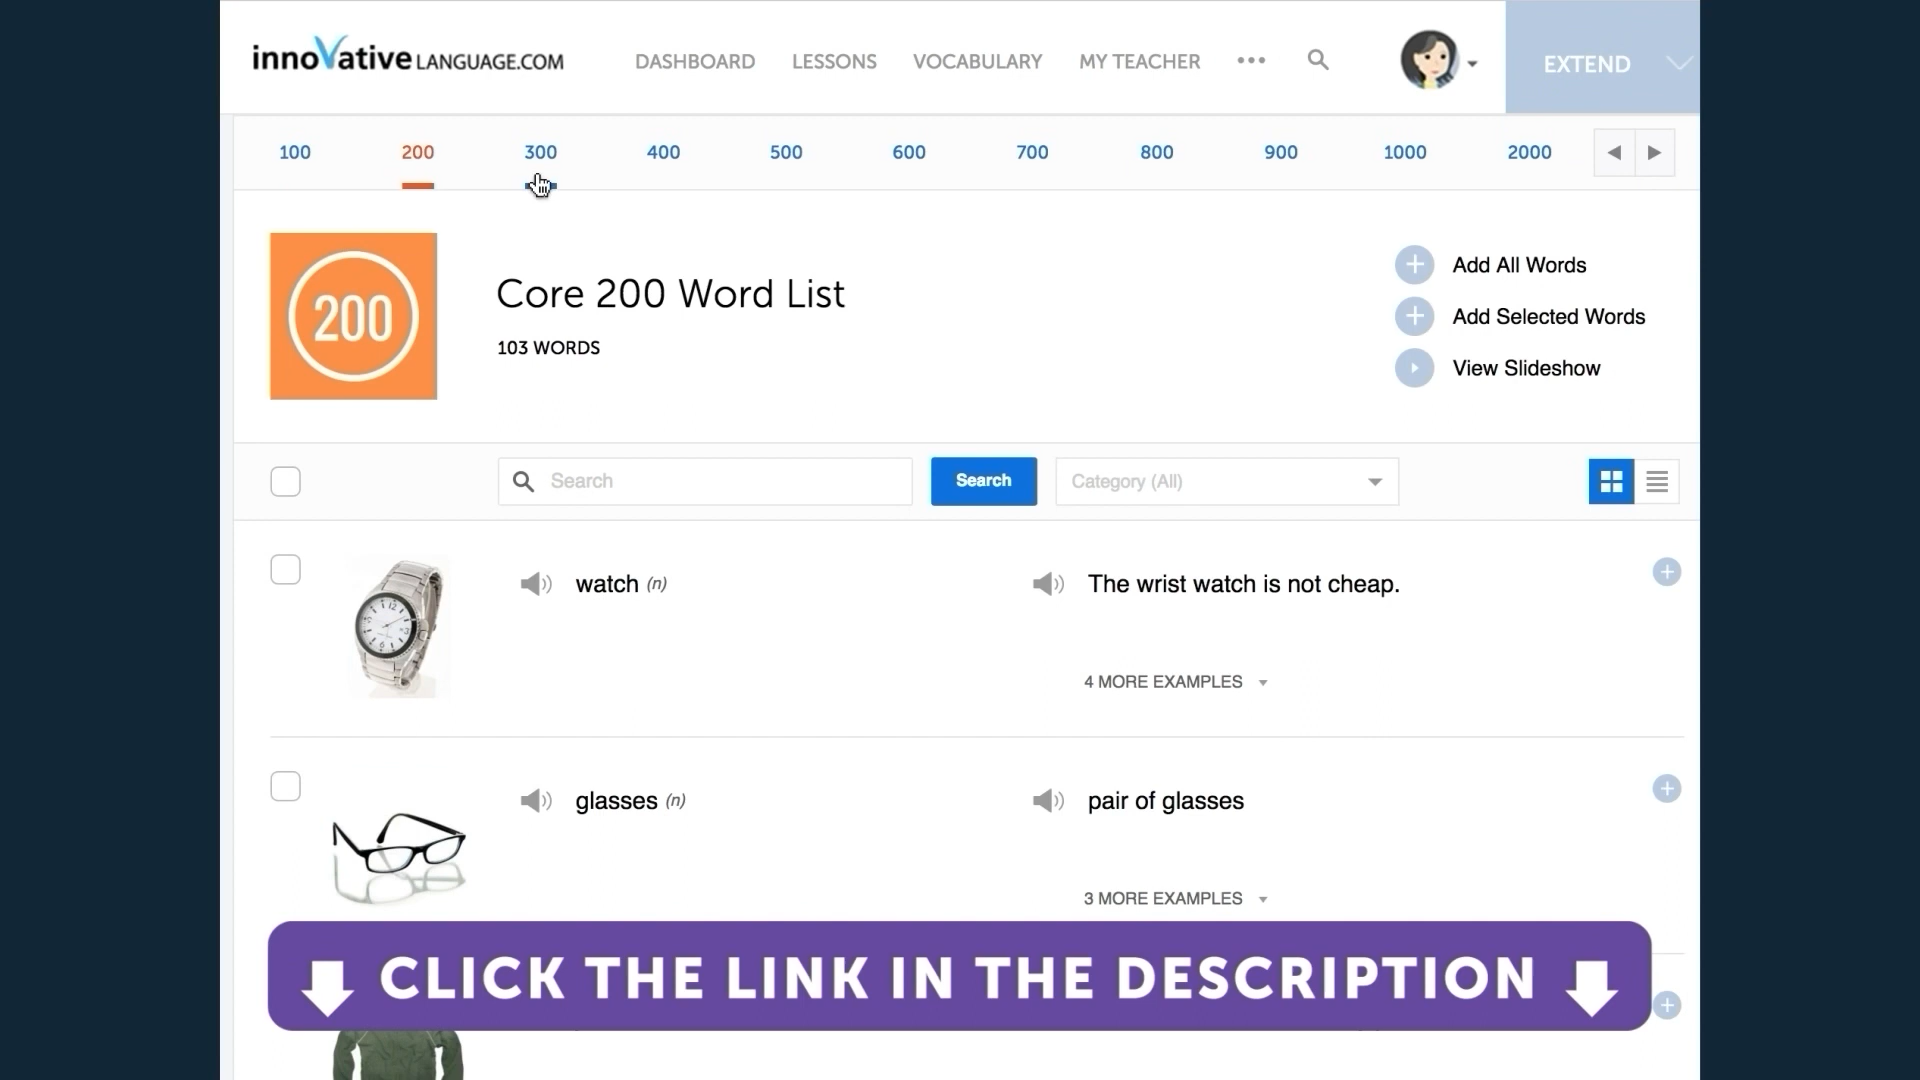 innoVative LANGUAGE.COM
DASHBOARD LESSONS VOCABULARY MY TEACHER ••• EXTEND
100 200 300 400 500 600 700 800 900 1000 2000
200
Core 200 Word List
103 WORDS
Add All Words
Add Selected Words
View Slideshow
Search Search Category (All)
watch (n) The wrist watch is not cheap.
4 MORE EXAMPLES
glasses (n) pair of glasses
3 MORE EXAMPLES
CLICK THE LINK IN THE DESCRIPTION